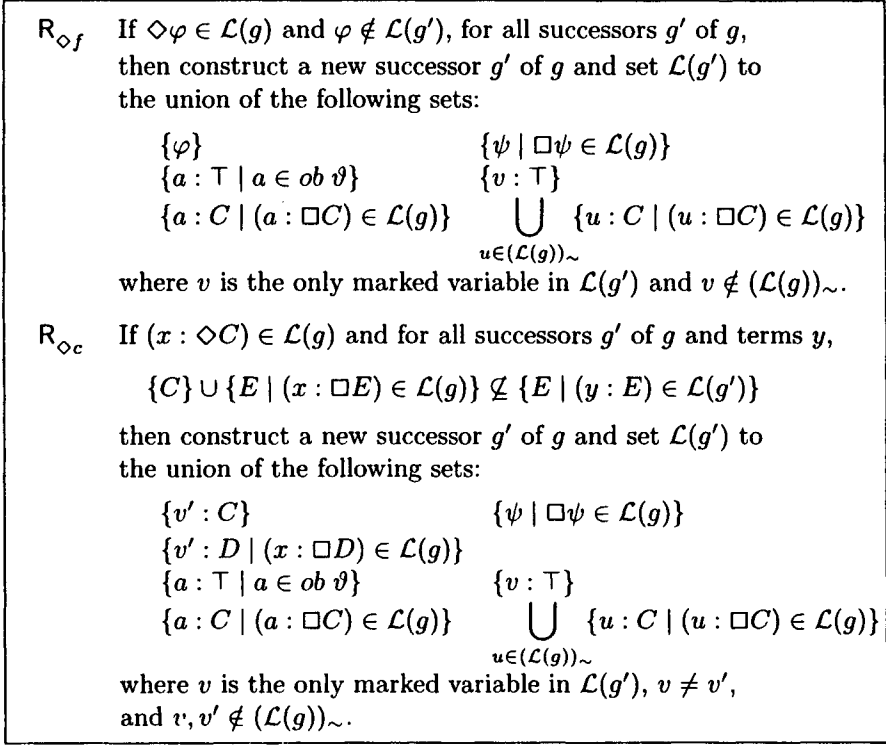 R◇f If ◇φ ∈ ℒ(g) and φ ∉ ℒ(g′), for all successors g′ of g,
then construct a new successor g′ of g and set ℒ(g′) to
the union of the following sets:
{φ} {ψ | □ψ ∈ ℒ(g)}
{a : ⊤ | a ∈ ob ϑ} {v : ⊤}
{a : C | (a : □C) ∈ ℒ(g)} ⋃ {u : C | (u : □C) ∈ ℒ(g)}
u∈(ℒ(g))∼
where v is the only marked variable in ℒ(g′) and v ∉ (ℒ(g))∼.
R◇c If (x : ◇C) ∈ ℒ(g) and for all successors g′ of g and terms y,
{C} ∪ {E | (x : □E) ∈ ℒ(g)} ⊈ {E | (y : E) ∈ ℒ(g′)}
then construct a new successor g′ of g and set ℒ(g′) to
the union of the following sets:
{v′ : C} {ψ | □ψ ∈ ℒ(g)}
{v′ : D | (x : □D) ∈ ℒ(g)}
{a : ⊤ | a ∈ ob ϑ} {v : ⊤}
{a : C | (a : □C) ∈ ℒ(g)} ⋃ {u : C | (u : □C) ∈ ℒ(g)}
u∈(ℒ(g))∼
where v is the only marked variable in ℒ(g′), v ≠ v′,
and v, v′ ∉ (ℒ(g))∼.